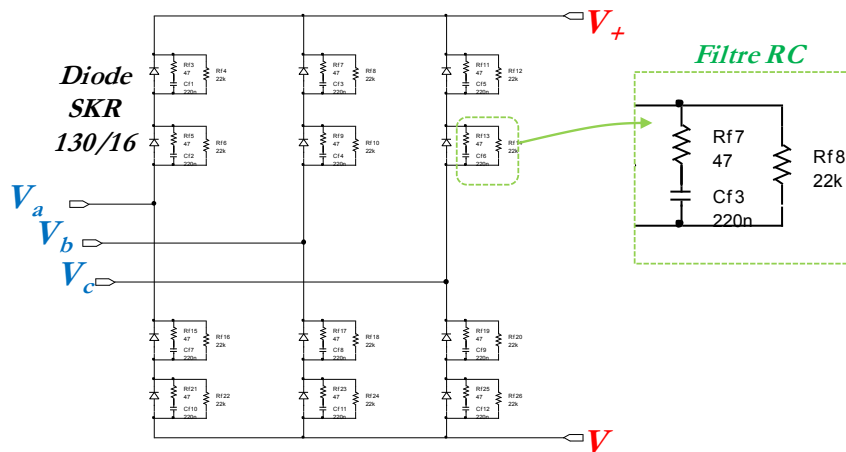 V+
Filtre RC
Diode
SKR
130/16
Rf3
47
Cf1
220n
Rf4
22k
Rf7
47
Cf3
220n
Rf8
22k
Rf11
47
Cf5
220n
Rf12
22k
Rf5
47
Cf2
220n
Rf6
22k
Rf9
47
Cf4
220n
Rf10
22k
Rf13
47
Cf6
220n
22k
Rf7
47
Cf3
220n
Rf8
22k
Va
Vb
Vc
Rf15
47
Cf7
220n
Rf16
22k
Rf17
47
Cf8
220n
Rf18
22k
Rf19
47
Cf9
220n
Rf20
22k
Rf21
47
Cf10
220n
Rf22
22k
Rf23
47
Cf11
220n
Rf24
22k
Rf25
47
Cf12
220n
Rf26
22k
V